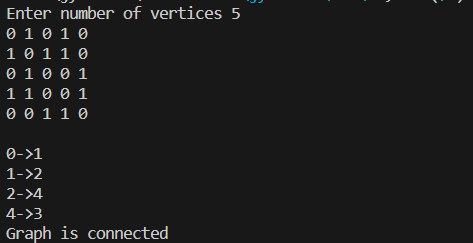 Enter number of vertices 5
0 1 0 1 0
1 0 1 1 0
0 1 0 0 1
1 1 0 0 1
0 0 1 1 0
0->1
1->2
2->4
4->3
Graph is connected